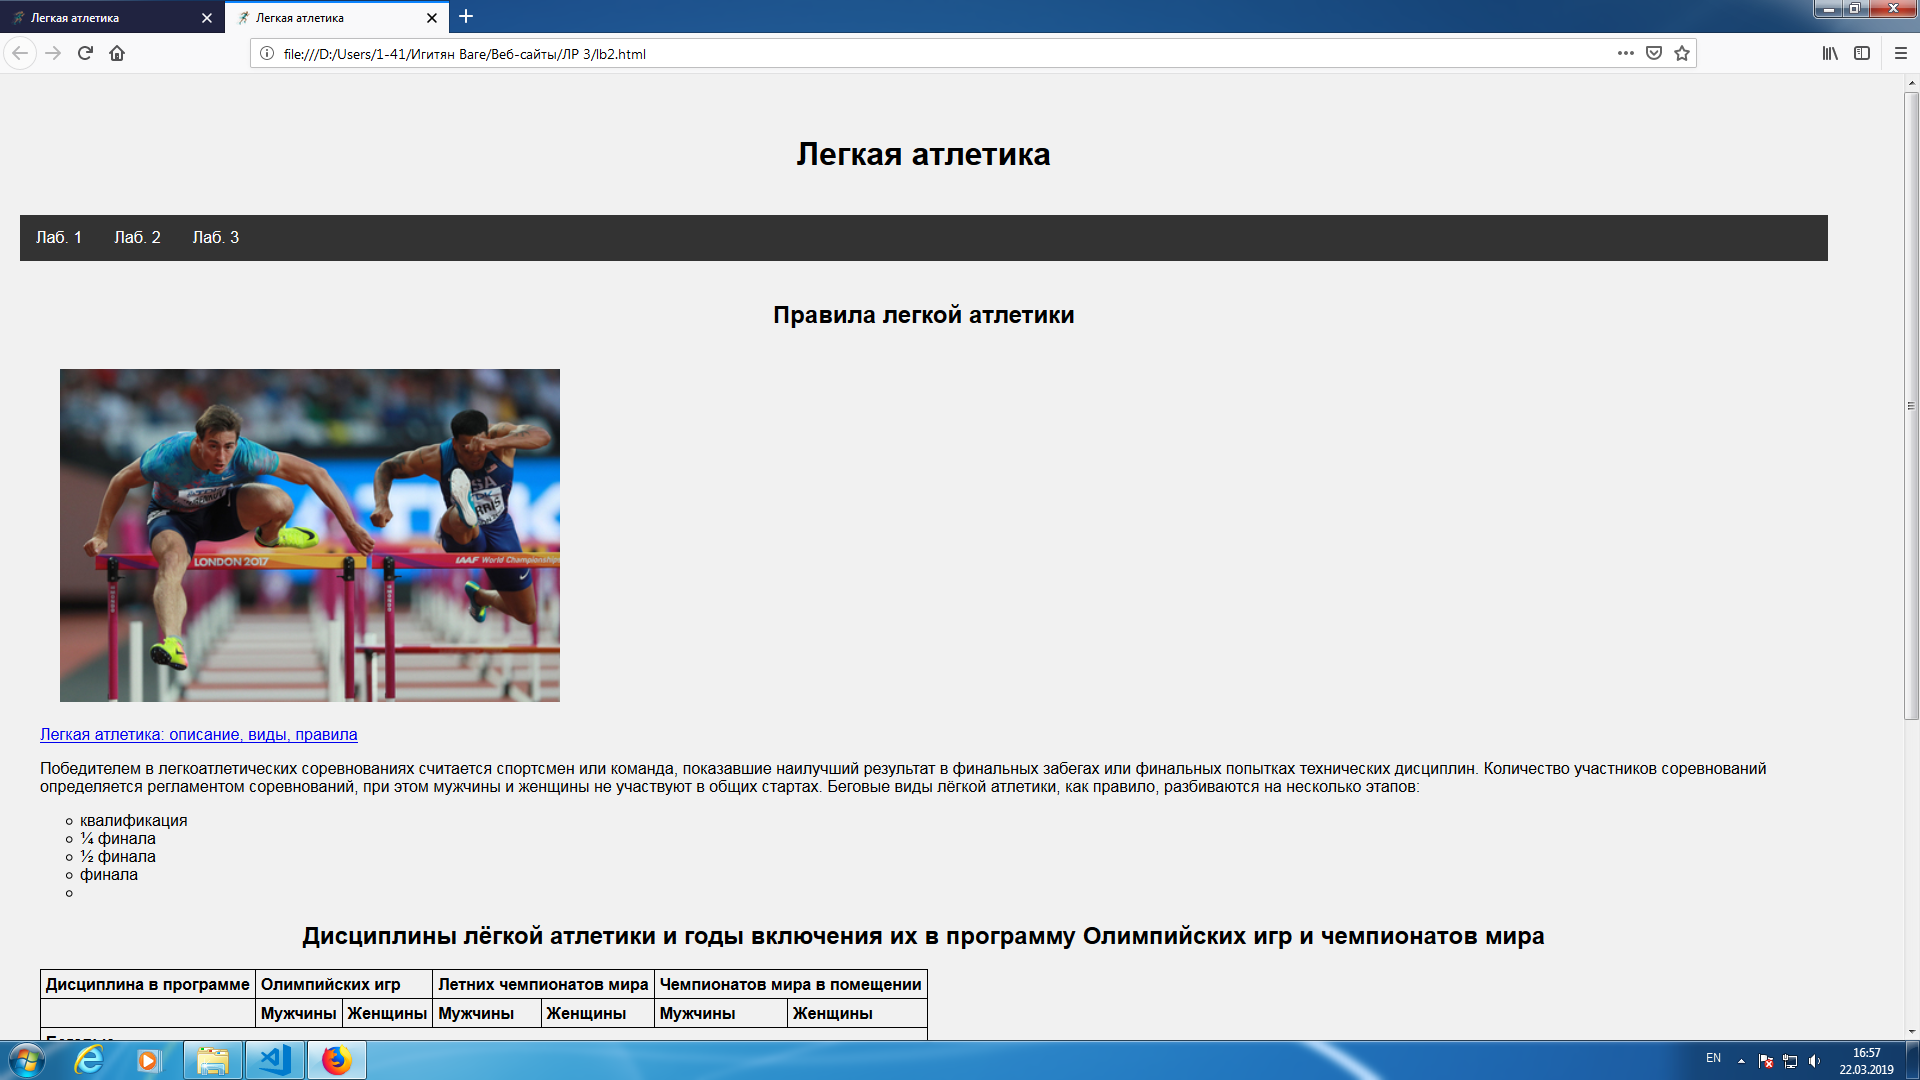 Легкая атлетика
Легкая атлетика
file:///D:/Users/1-41/Игитян Ваге/Веб-сайты/ЛР 3/lb2.html
Легкая атлетика
Лаб. 1 Лаб. 2 Лаб. 3
Правила легкой атлетики
USA
RRIS
LONDON 2017
IAAF World Championships
Легкая атлетика: описание, виды, правила
Победителем в легкоатлетических соревнованиях считается спортсмен или команда, показавшие наилучший результат в финальных забегах или финальных попытках технических дисциплин. Количество участников соревнований
определяется регламентом соревнований, при этом мужчины и женщины не участвуют в общих стартах. Беговые виды лёгкой атлетики, как правило, разбиваются на несколько этапов:
квалификация
¼ финала
½ финала
финала
Дисциплины лёгкой атлетики и годы включения их в программу Олимпийских игр и чемпионатов мира
Дисциплина в программе Олимпийских игр Летних чемпионатов мира Чемпионатов мира в помещении
Мужчины Женщины Мужчины Женщины Мужчины Женщины
EN
16:57
22.03.2019